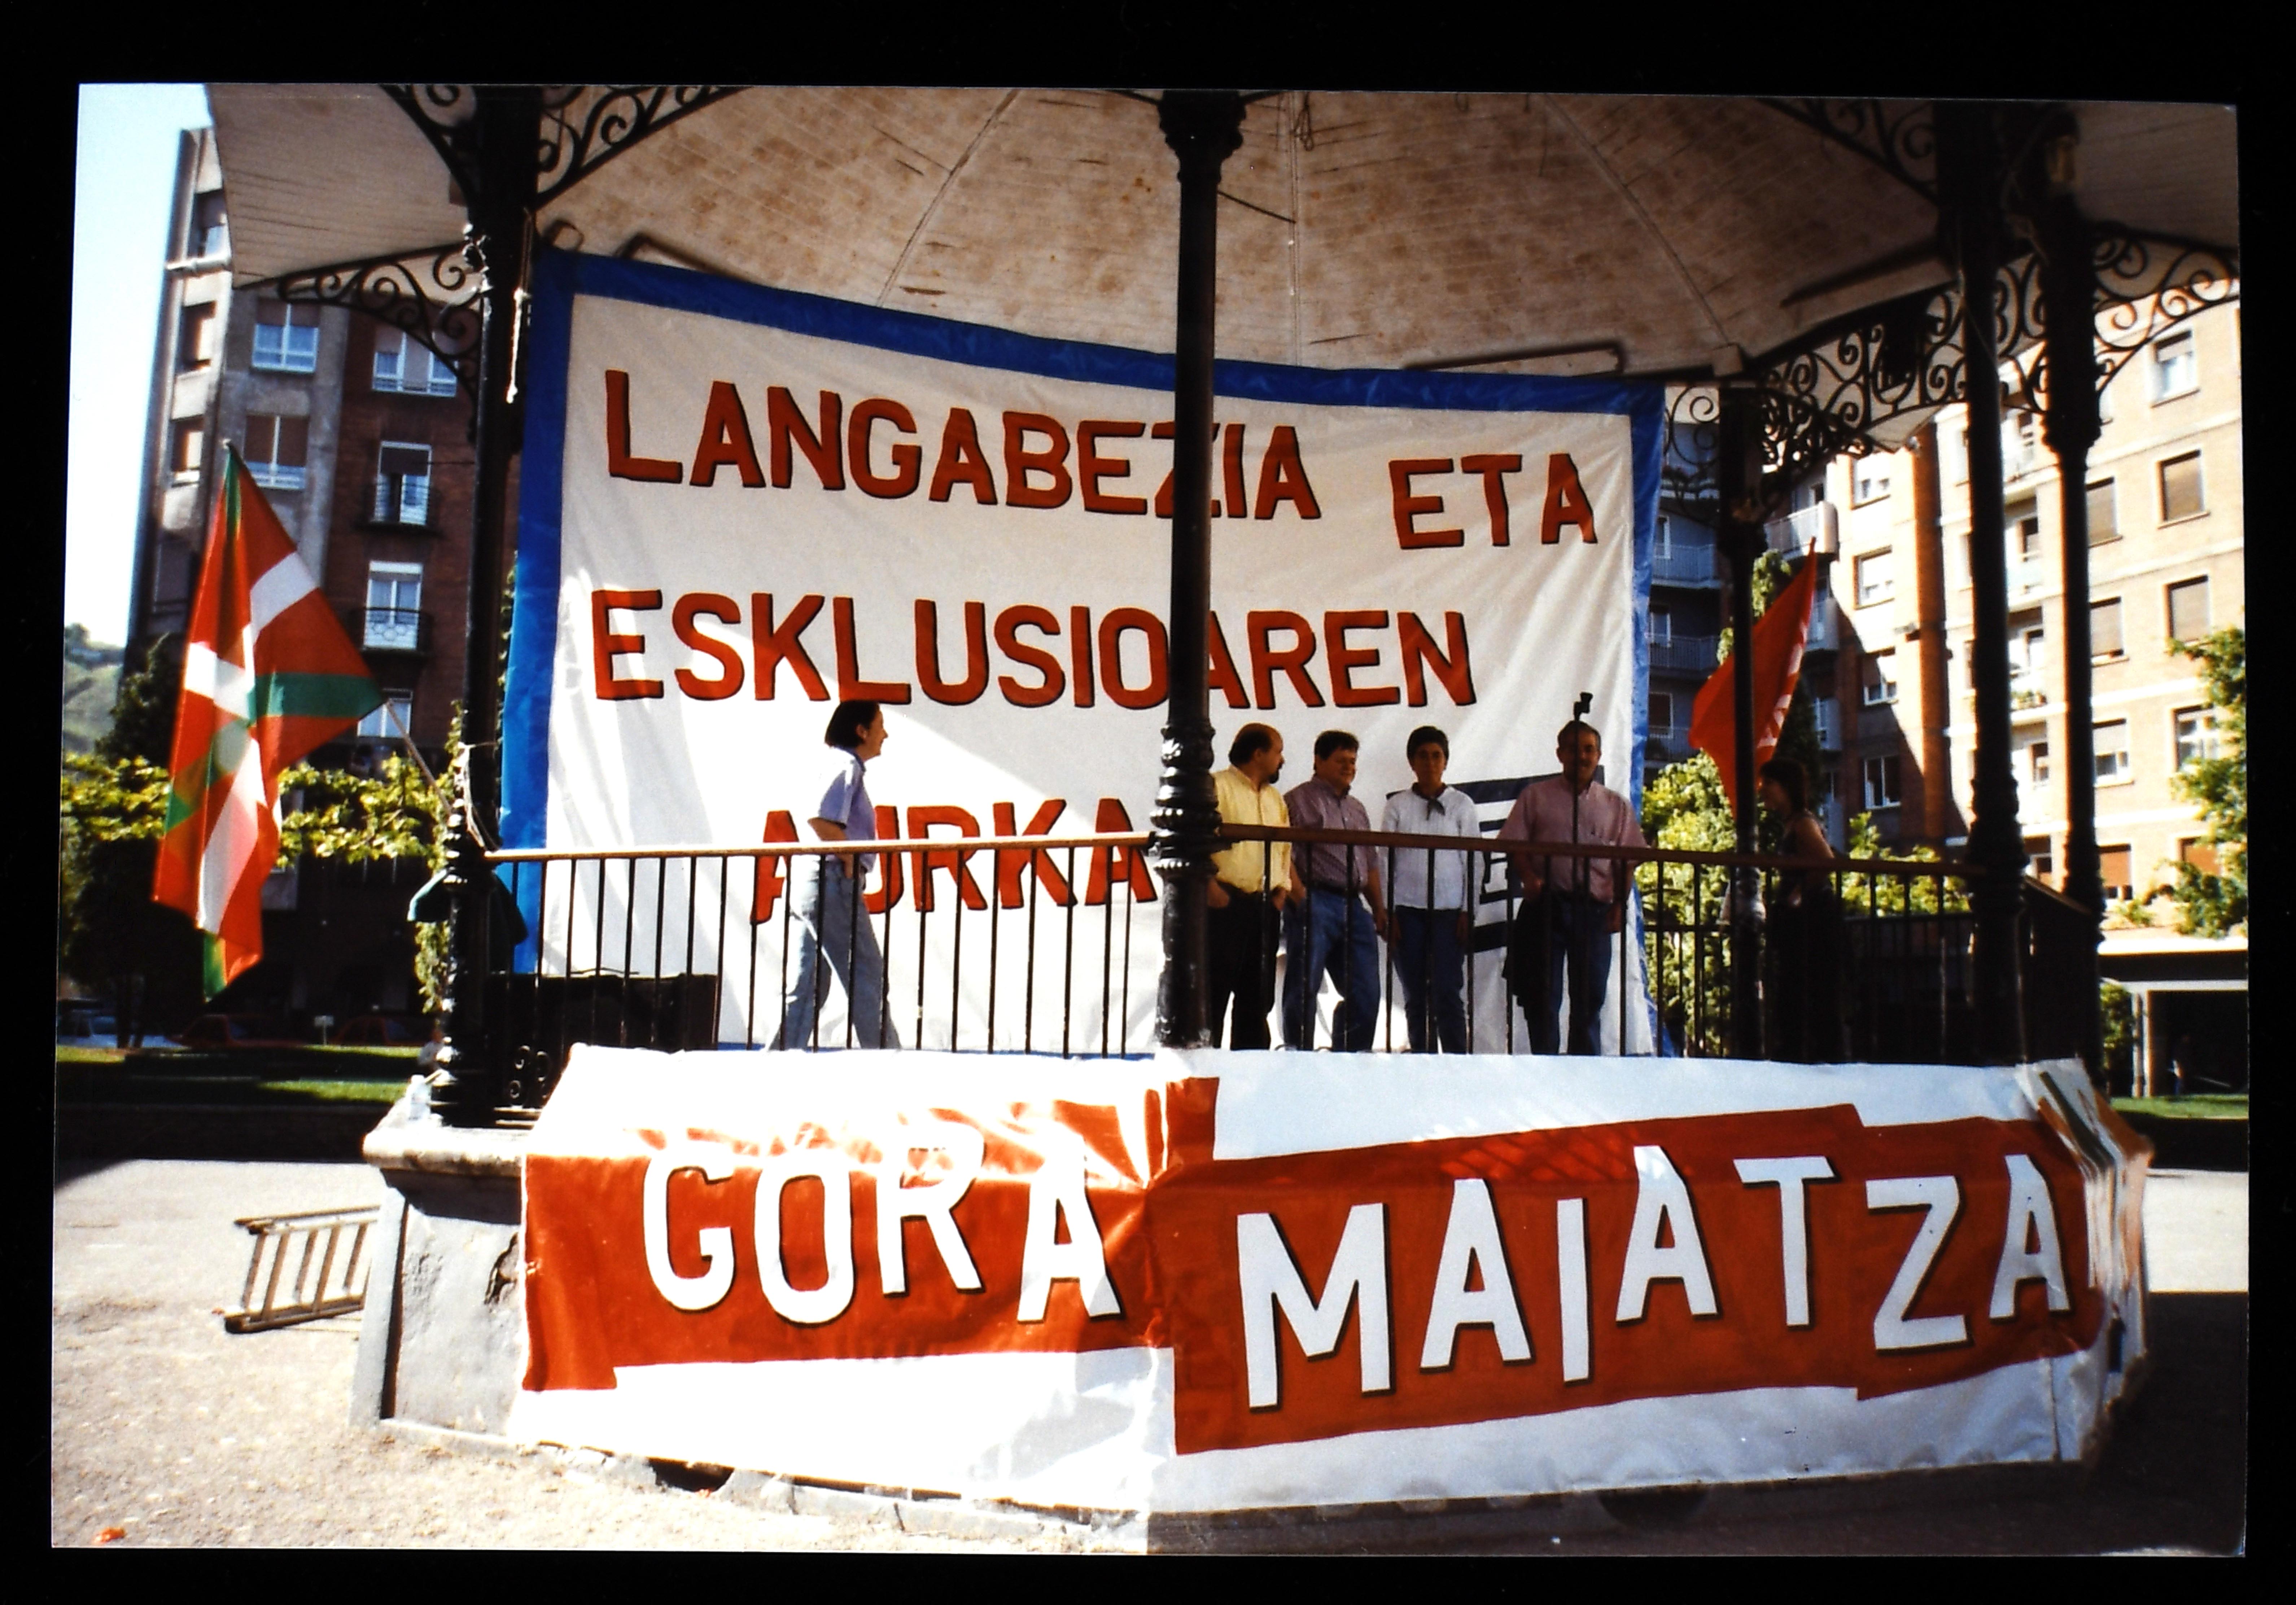 LANGABEZIA ETA
ESKLUSIOAREN
AURKA
GORA MAIATZA